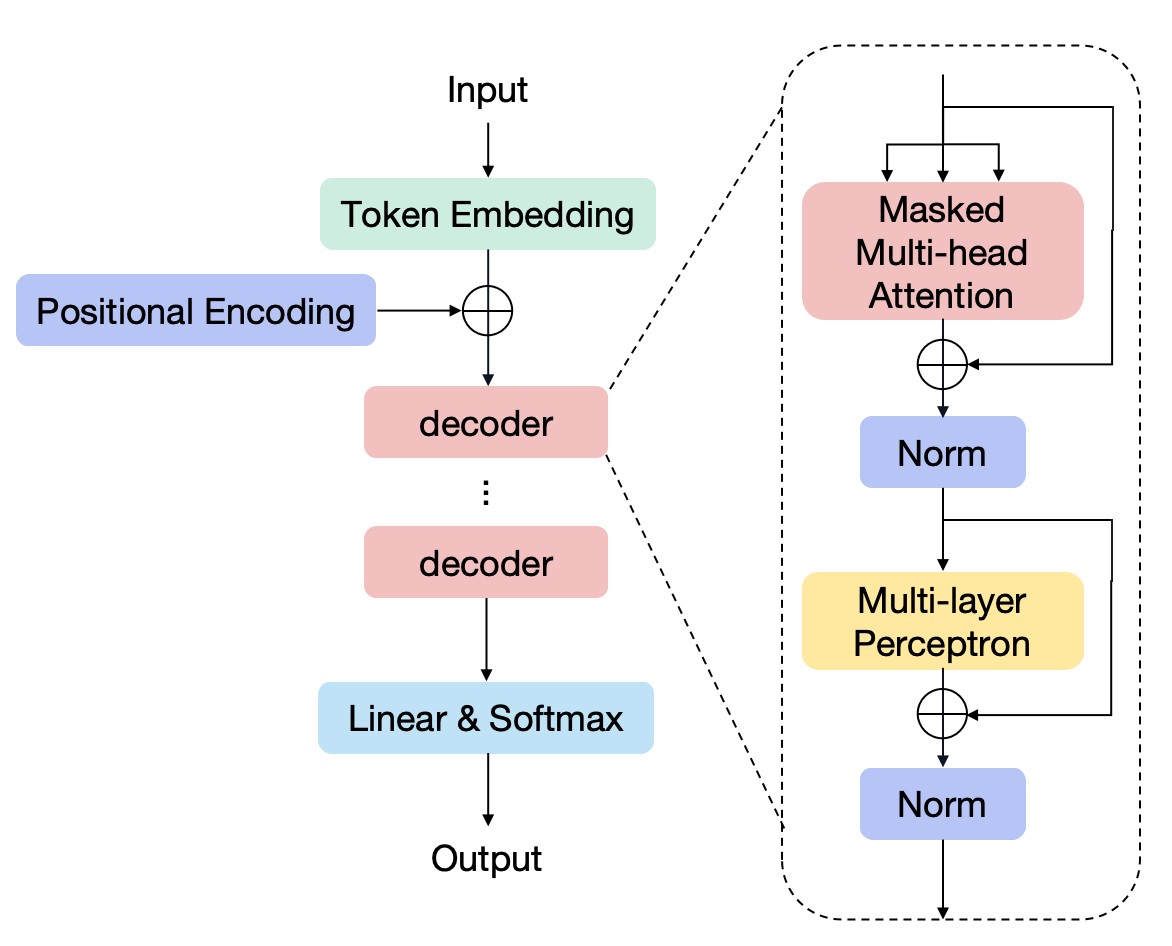 Input
Token Embedding
Positional Encoding
decoder
...
decoder
Linear & Softmax
Output
Masked
Multi-head
Attention
Norm
Multi-layer
Perceptron
Norm